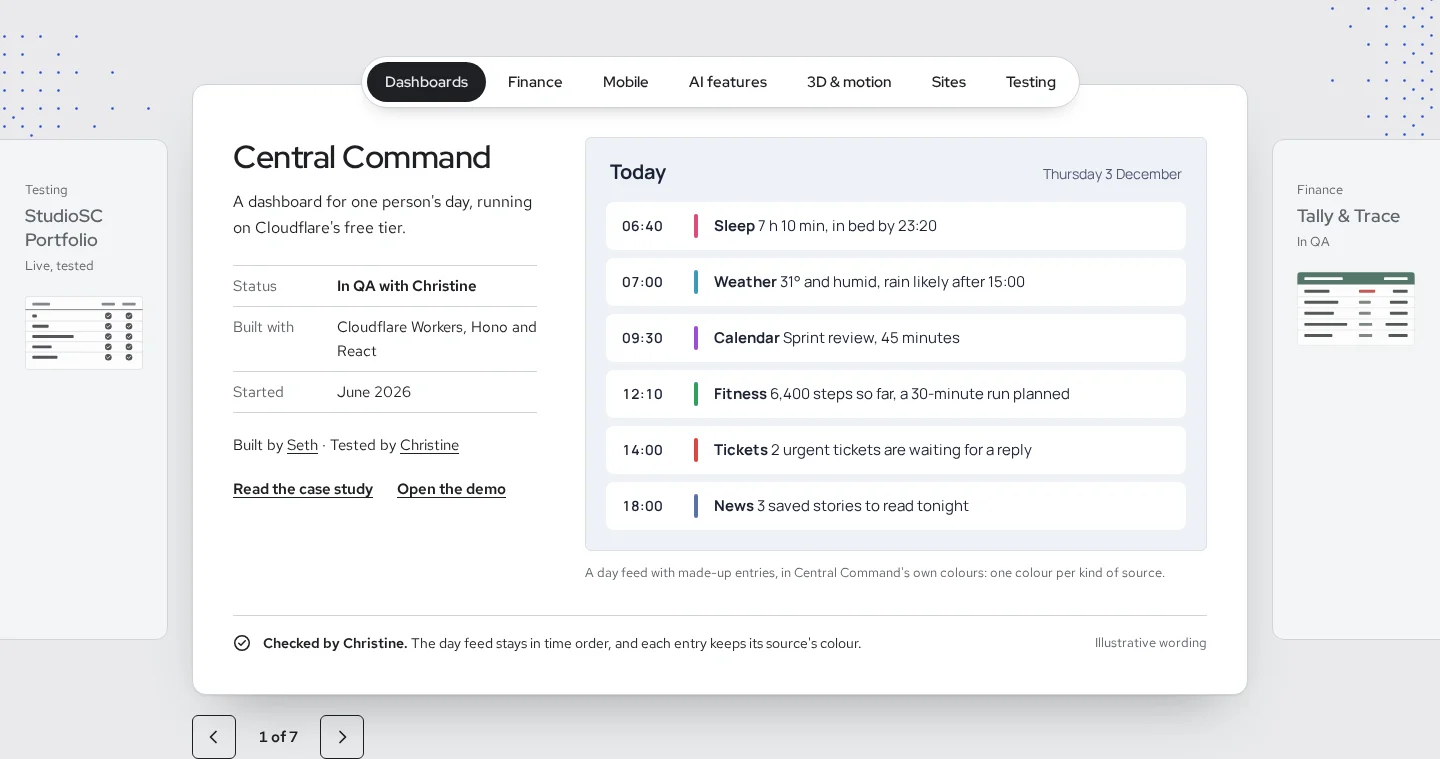 Dashboards Finance Mobile AI features 3D & motion Sites Testing
Testing
StudioSC
Portfolio
Live, tested
Central Command
A dashboard for one person's day, running
on Cloudflare's free tier.
Status In QA with Christine
Built with Cloudflare Workers, Hono and
React
Started June 2026
Built by Seth · Tested by Christine
Read the case study Open the demo
Today Thursday 3 December
06:40 Sleep 7 h 10 min, in bed by 23:20
07:00 Weather 31° and humid, rain likely after 15:00
09:30 Calendar Sprint review, 45 minutes
12:10 Fitness 6,400 steps so far, a 30-minute run planned
14:00 Tickets 2 urgent tickets are waiting for a reply
18:00 News 3 saved stories to read tonight
A day feed with made-up entries, in Central Command's own colours: one colour per kind of source.
Checked by Christine. The day feed stays in time order, and each entry keeps its source's colour. Illustrative wording
Finance
Tally & Trace
In QA
1 of 7